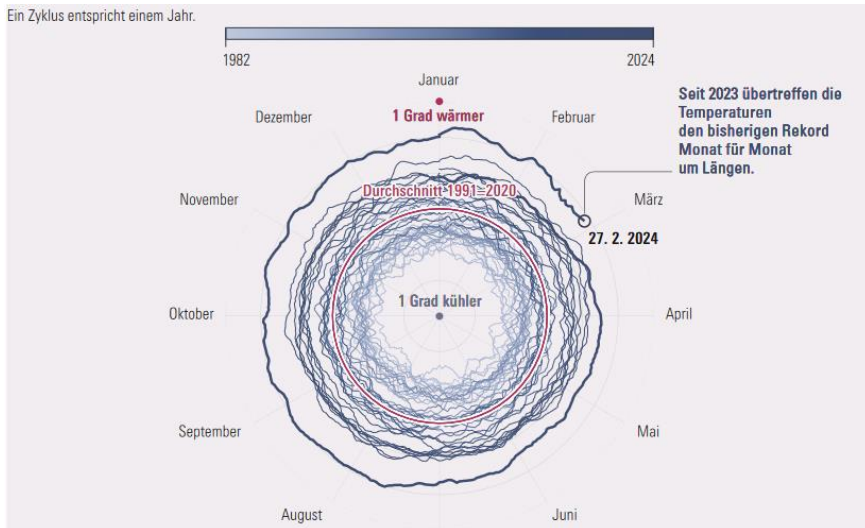 Ein Zyklus entspricht einem Jahr.
1982
2024
Januar
1 Grad wärmer
Dezember
Februar
Seit 2023 übertreffen die
Temperaturen
den bisherigen Rekord
Monat für Monat
um Längen.
Durchschnitt 1991–2020
November
März
27. 2. 2024
1 Grad kühler
Oktober
April
September
Mai
August
Juni